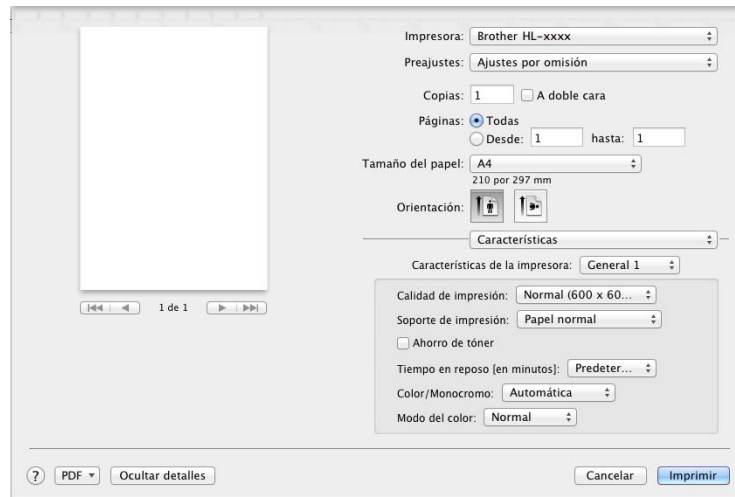 Impresora: Brother HL-xxxx
Preajustes: Ajustes por omisión
Copias: 1 A doble cara
Páginas: Todas
Desde: 1 hasta: 1
Tamaño del papel: A4
210 por 297 mm
Orientación:
Características
Características de la impresora: General 1
Calidad de impresión: Normal (600 x 60...
Soporte de impresión: Papel normal
Ahorro de tóner
Tiempo en reposo [en minutos]: Predeter...
Color/Monocromo: Automática
Modo del color: Normal
1 de 1
? PDF Ocultar detalles Cancelar Imprimir